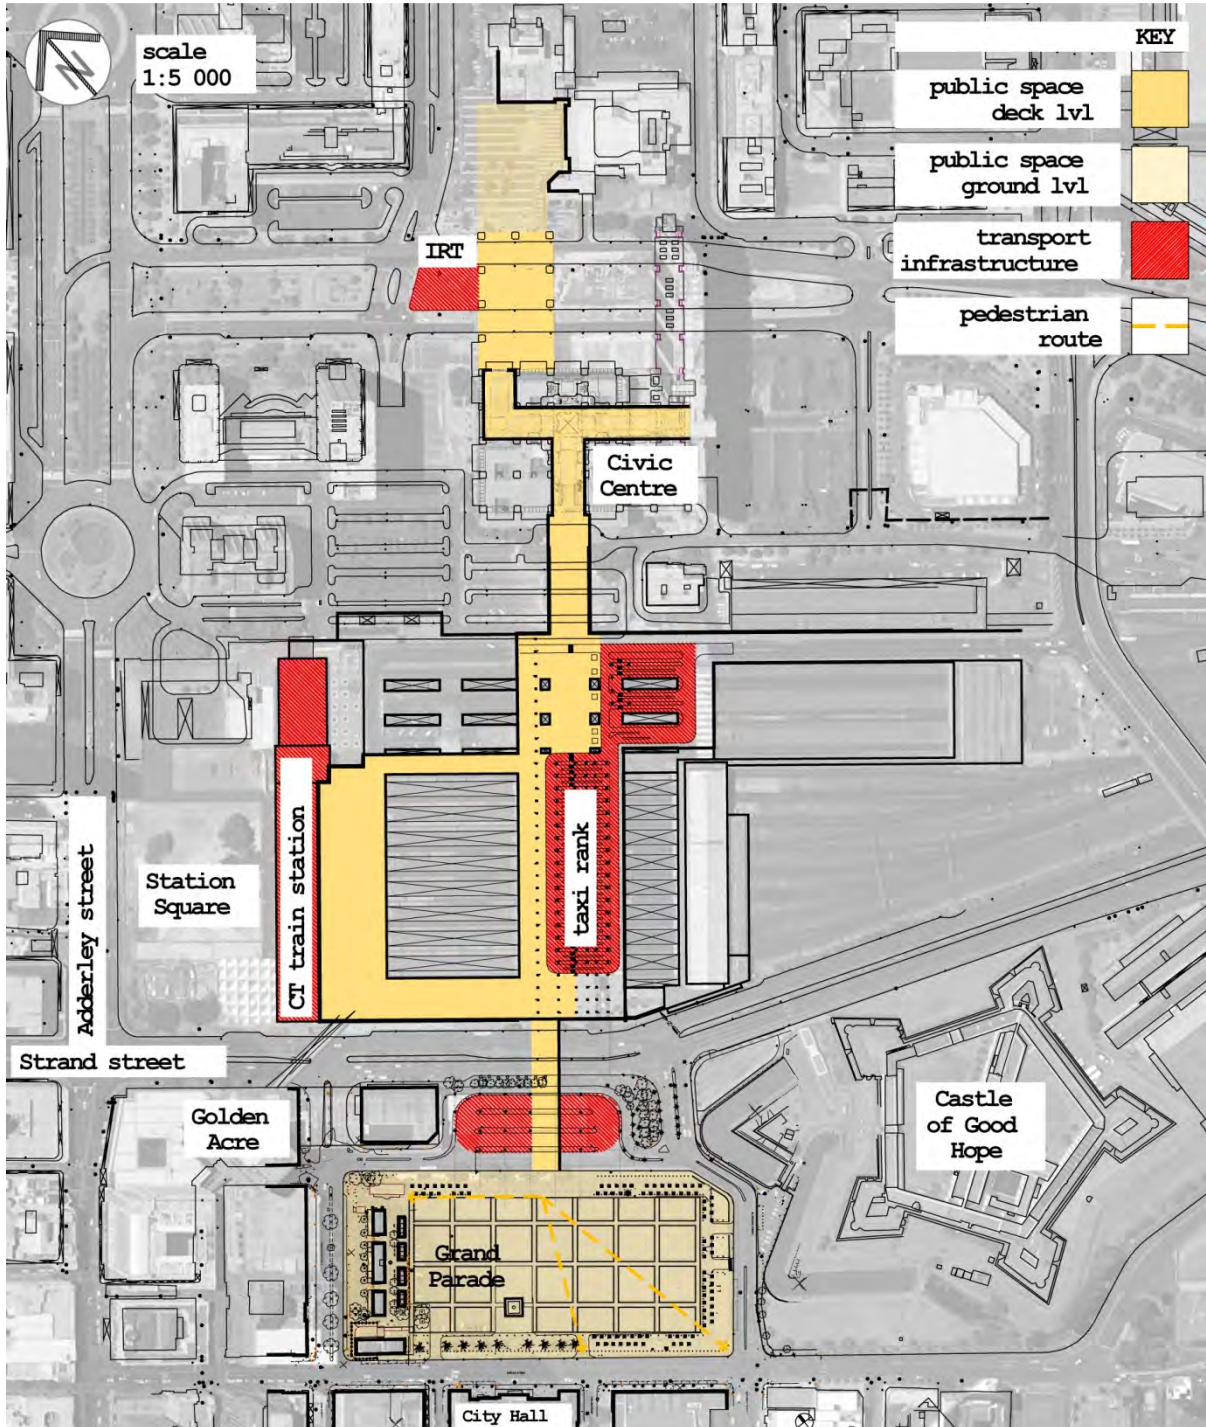 N
scale
1:5 000
KEY
public space
deck lvl
public space
ground lvl
transport
infrastructure
pedestrian
route
IRT
Civic
Centre
CT train station
taxi rank
Station
Square
Adderley street
Strand street
Golden
Acre
Castle
of Good
Hope
Grand
Parade
City Hall